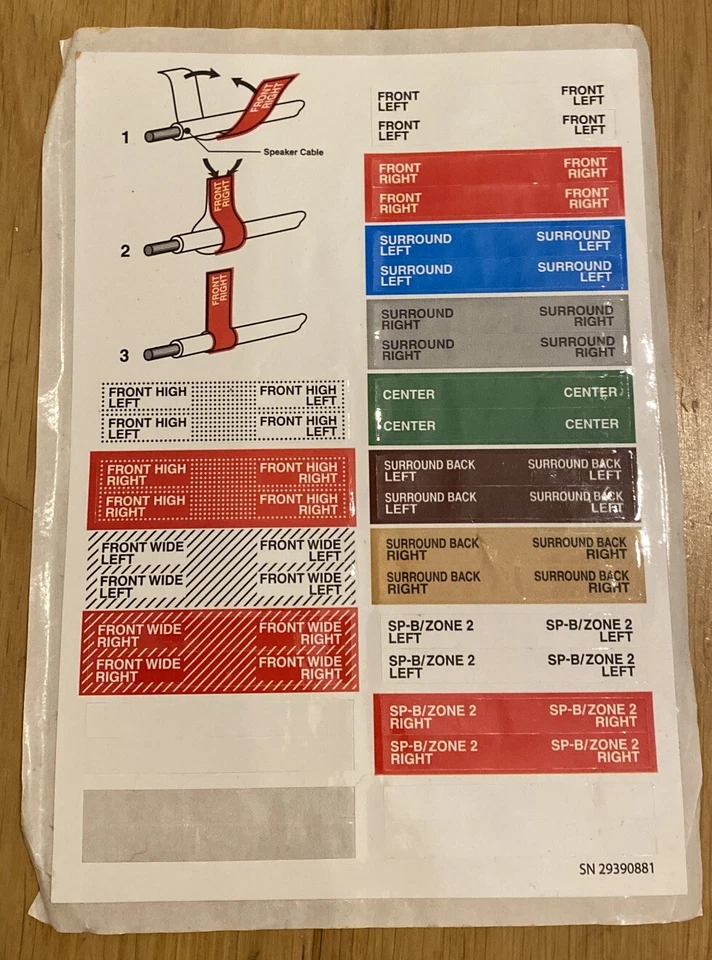 FRONT
RIGHT
1
Speaker Cable
FRONT
RIGHT
2
FRONT
RIGHT
3
FRONT HIGH FRONT HIGH
LEFT LEFT
FRONT HIGH FRONT HIGH
LEFT LEFT
FRONT HIGH FRONT HIGH
RIGHT RIGHT
FRONT HIGH FRONT HIGH
RIGHT RIGHT
FRONT WIDE FRONT WIDE
LEFT LEFT
FRONT WIDE FRONT WIDE
LEFT LEFT
FRONT WIDE FRONT WIDE
RIGHT RIGHT
FRONT WIDE FRONT WIDE
RIGHT RIGHT
FRONT FRONT
LEFT LEFT
FRONT FRONT
LEFT LEFT
FRONT FRONT
RIGHT RIGHT
FRONT FRONT
RIGHT RIGHT
SURROUND SURROUND
LEFT LEFT
SURROUND SURROUND
LEFT LEFT
SURROUND SURROUND
RIGHT RIGHT
SURROUND SURROUND
RIGHT RIGHT
CENTER CENTER
CENTER CENTER
SURROUND BACK SURROUND BACK
LEFT LEFT
SURROUND BACK SURROUND BACK
LEFT LEFT
SURROUND BACK SURROUND BACK
RIGHT RIGHT
SURROUND BACK SURROUND BACK
RIGHT RIGHT
SP-B/ZONE 2 SP-B/ZONE 2
LEFT LEFT
SP-B/ZONE 2 SP-B/ZONE 2
LEFT LEFT
SP-B/ZONE 2 SP-B/ZONE 2
RIGHT RIGHT
SP-B/ZONE 2 SP-B/ZONE 2
RIGHT RIGHT
SN 29390881